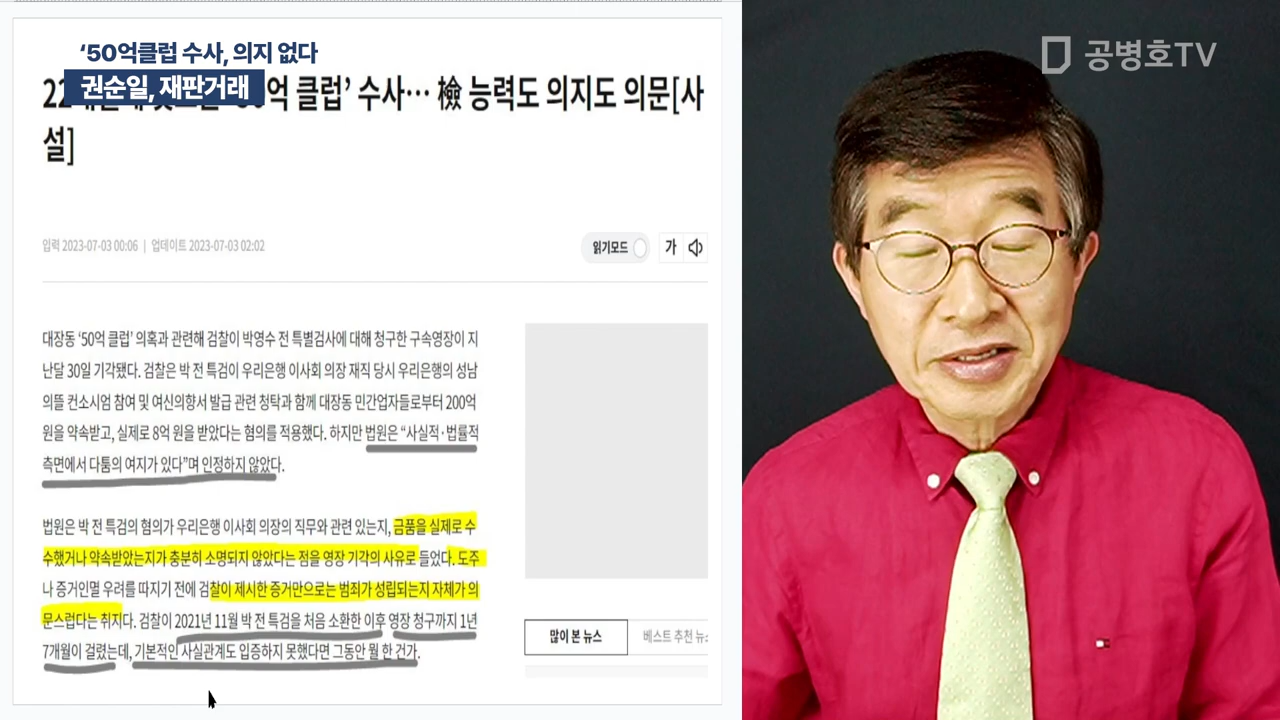 ‘50억클럽 수사, 의지 없다
권순일, 재판거래
공병호TV
22 억 클럽’ 수사… 檢 능력도 의지도 의문[사
설]
입력 2023-07-03 00:06 | 업데이트 2023-07-03 02:02
읽기모드
가
대장동 ‘50억 클럽’ 의혹과 관련해 검찰이 박영수 전 특별검사에 대해 청구한 구속영장이 지
난달 30일 기각됐다. 검찰은 박 전 특검이 우리은행 이사회 의장 재직 당시 우리은행의 성남
의뜰 컨소시엄 참여 및 여신의향서 발급 관련 청탁과 함께 대장동 민간업자들로부터 200억
원을 약속받고, 실제로 8억 원을 받았다는 혐의를 적용했다. 하지만 법원은 “사실적·법률적
측면에서 다툼의 여지가 있다”며 인정하지 않았다.
법원은 박 전 특검의 혐의가 우리은행 이사회 의장의 직무와 관련 있는지, 금품을 실제로 수
수했거나 약속받았는지가 충분히 소명되지 않았다는 점을 영장 기각의 사유로 들었다. 도주
나 증거인멸 우려를 따지기 전에 검찰이 제시한 증거만으로는 범죄가 성립되는지 자체가 의
문스럽다는 취지다. 검찰이 2021년 11월 박 전 특검을 처음 소환한 이후 영장 청구까지 1년
7개월이 걸렸는데, 기본적인 사실관계도 입증하지 못했다면 그동안 뭘 한 건가.
많이 본 뉴스
베스트 추천 뉴스